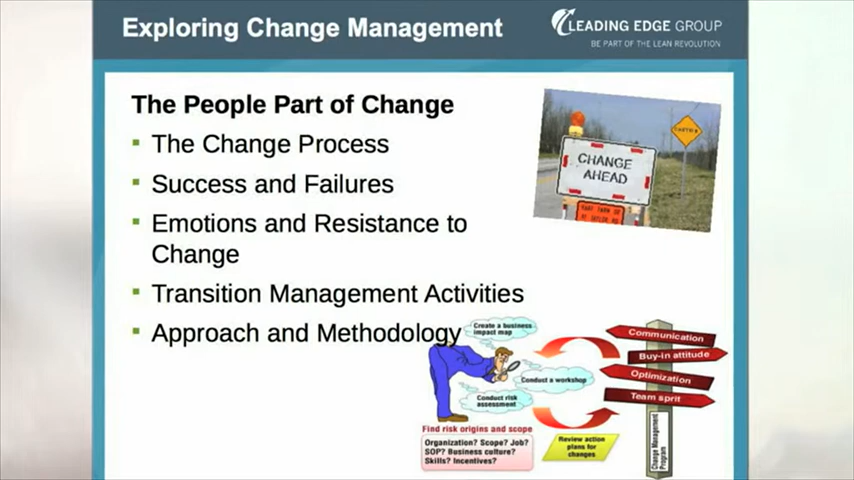 Exploring Change Management
LEADING EDGE GROUP
BE PART OF THE LEAN REVOLUTION
The People Part of Change
The Change Process
Success and Failures
Emotions and Resistance to
Change
Transition Management Activities
Approach and Methodology
CHANGE
AHEAD
Create a business
impact map
Conduct a workshop
Conduct risk
assessment
Find risk origins and scope
Organization? Scope? Job?
SOP? Business culture?
Skills? Incentives?
Review action
plans for
changes
Communication
Buy-in attitude
Optimization
Team sprit
Change Management
Program